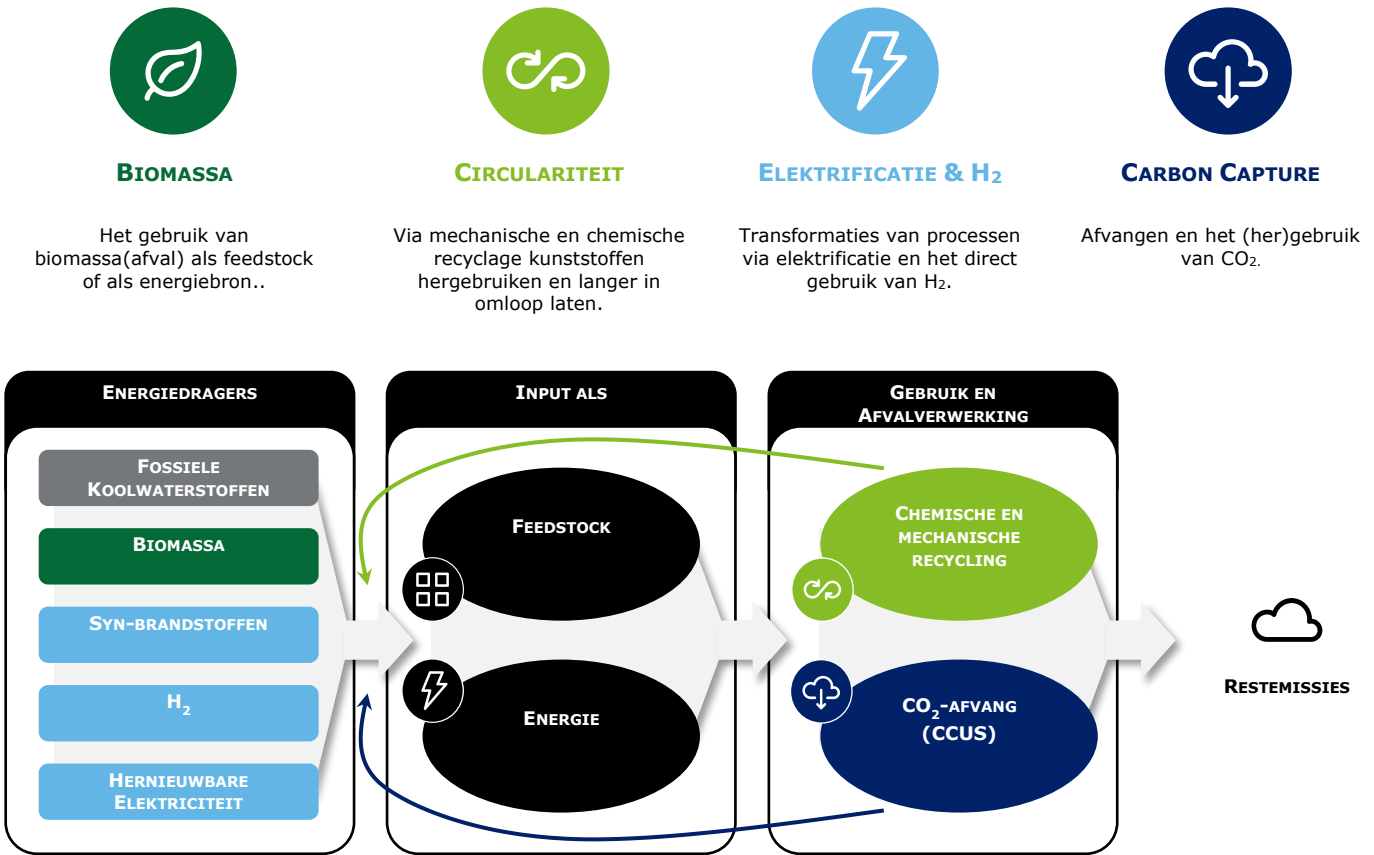 BIOMASSA
CIRCULARITEIT
ELEKTRIFICATIE & H₂
CARBON CAPTURE
Het gebruik van
biomassa(afval) als feedstock
of als energiebron..
Via mechanische en chemische
recyclage kunststoffen
hergebruiken en langer in
omloop laten.
Transformaties van processen
via elektrificatie en het direct
gebruik van H₂.
Afvangen en het (her)gebruik
van CO₂.
ENERGIEDRAGERS
FOSSIELE
KOOLWATERSTOFFEN
BIOMASSA
SYN-BRANDSTOFFEN
H₂
HERNIEUWBARE
ELEKTRICITEIT
INPUT ALS
FEEDSTOCK
ENERGIE
GEBRUIK EN
AFVALVERWERKING
CHEMISCHE EN
MECHANISCHE
RECYCLING
CO₂-AFVANG
(CCUS)
RESTEMISSIES